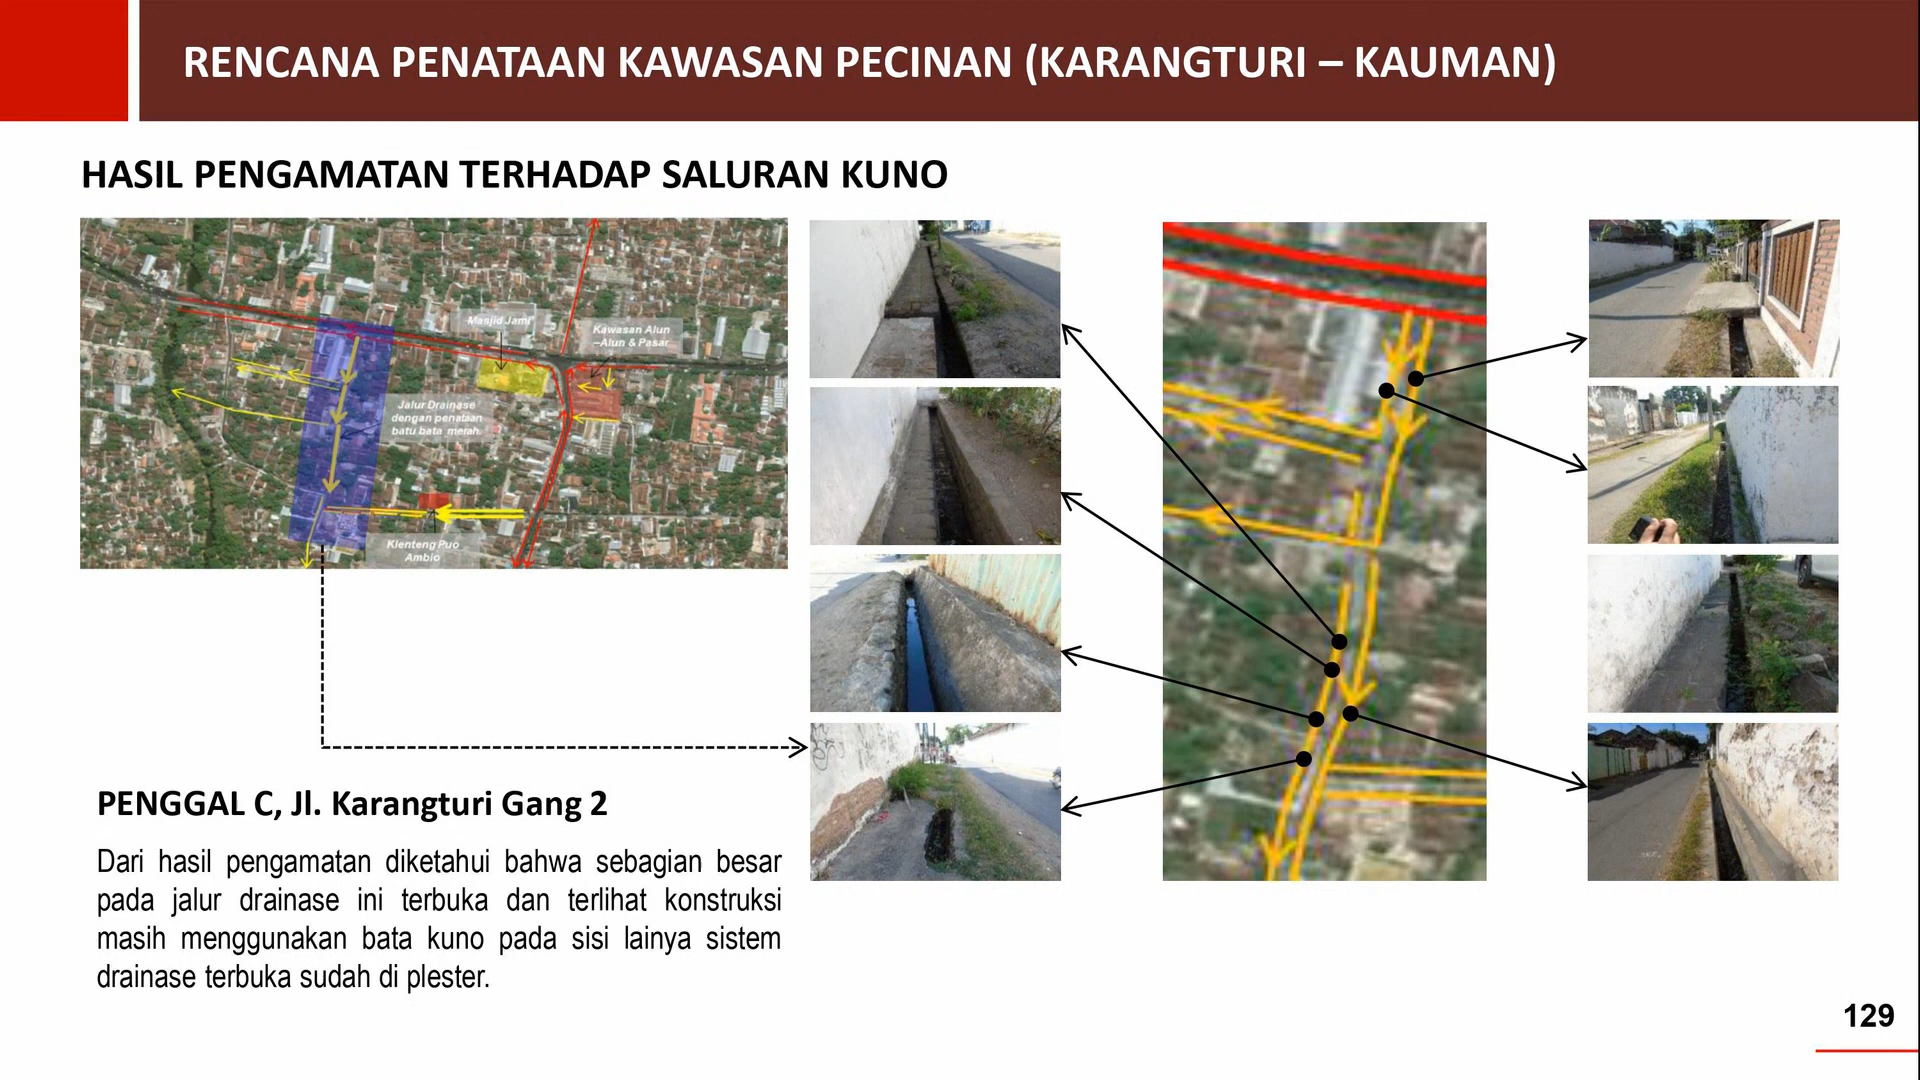 RENCANA PENATAAN KAWASAN PECINAN (KARANGTURI – KAUMAN)
HASIL PENGAMATAN TERHADAP SALURAN KUNO
Masjid Jami'
Kawasan Alun
–Alun & Pasar
Jalur Drainase
dengan penataan
batu bata merah.
Klenteng Puo
Ambio
PENGGAL C, Jl. Karangturi Gang 2
Dari hasil pengamatan diketahui bahwa sebagian besar
pada jalur drainase ini terbuka dan terlihat konstruksi
masih menggunakan bata kuno pada sisi lainya sistem
drainase terbuka sudah di plester.
129